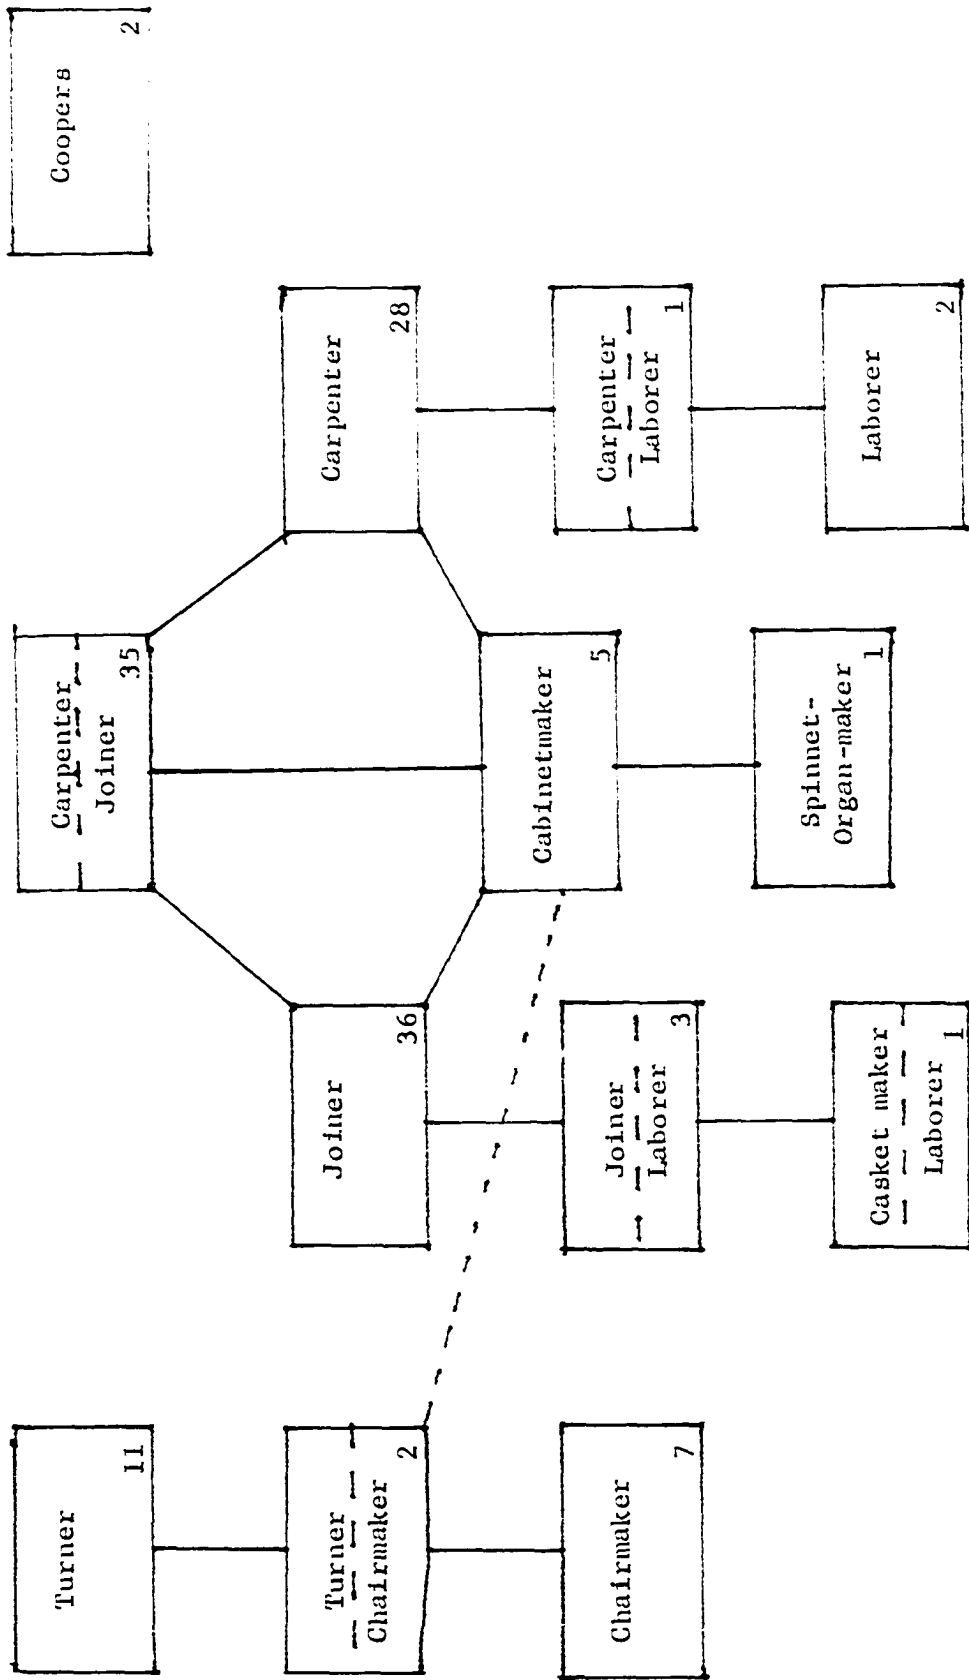 Turner
11
Turner
Chairmaker
2
Chairmaker
7
Joiner
36
Joiner
Laborer
3
Casket maker
Laborer
1
Carpenter
Joiner
35
Cabinetmaker
5
Spinnet-
Organ-maker
1
Carpenter
28
Carpenter
Laborer
1
Laborer
2
Coopers
2